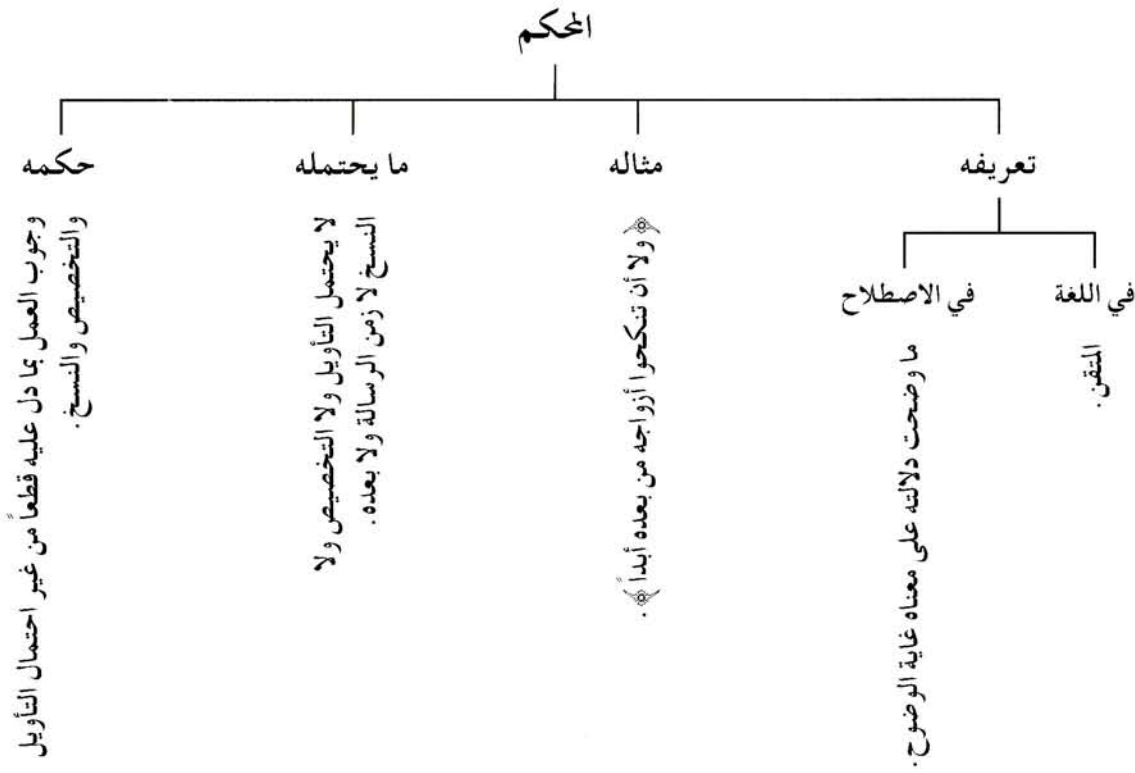 المحكم
تعريفه
في اللغة
المتقن.
في الاصطلاح
ما وضحت دلالته على معناه غاية الوضوح.
مثاله
﴿ ولا أن تنكحوا أزواجه من بعده أبداً ﴾.
ما يحتمله
لا يحتمل التأويل ولا التخصيص ولا
النسخ لا زمن الرسالة ولا بعده.
حكمه
وجوب العمل بما دل عليه قطعاً من غير احتمال التأويل
والتخصيص والنسخ.